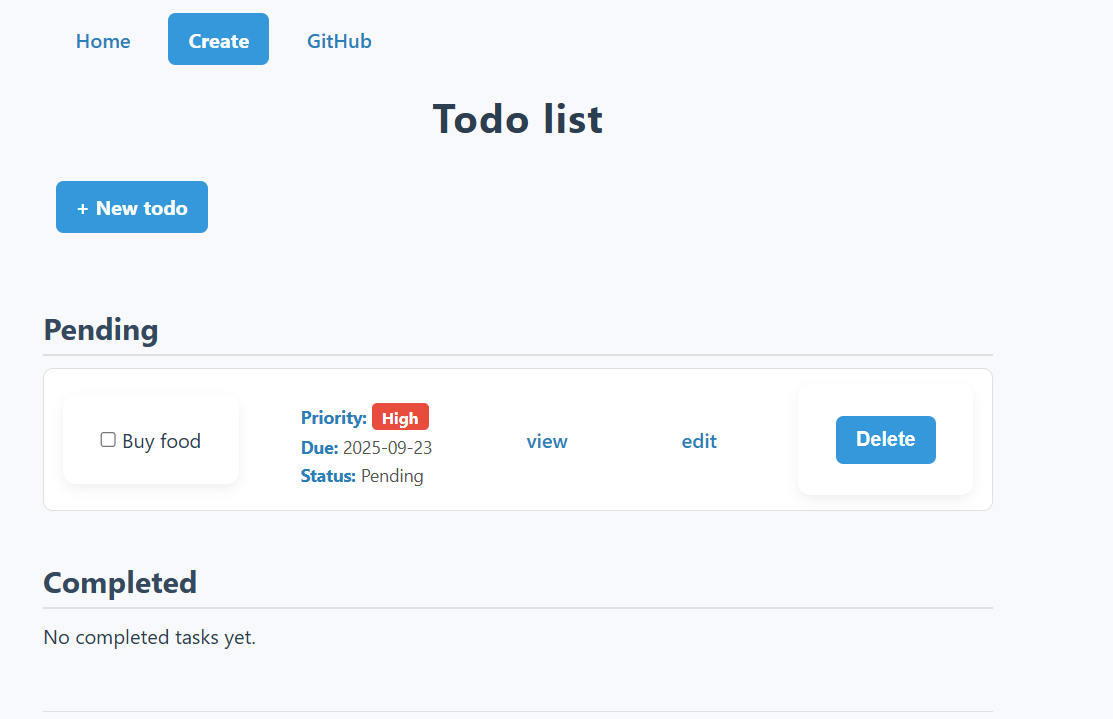 Home Create GitHub
Todo list
+ New todo
Pending
Buy food
Priority: High
Due: 2025-09-23
Status: Pending
view
edit
Delete
Completed
No completed tasks yet.